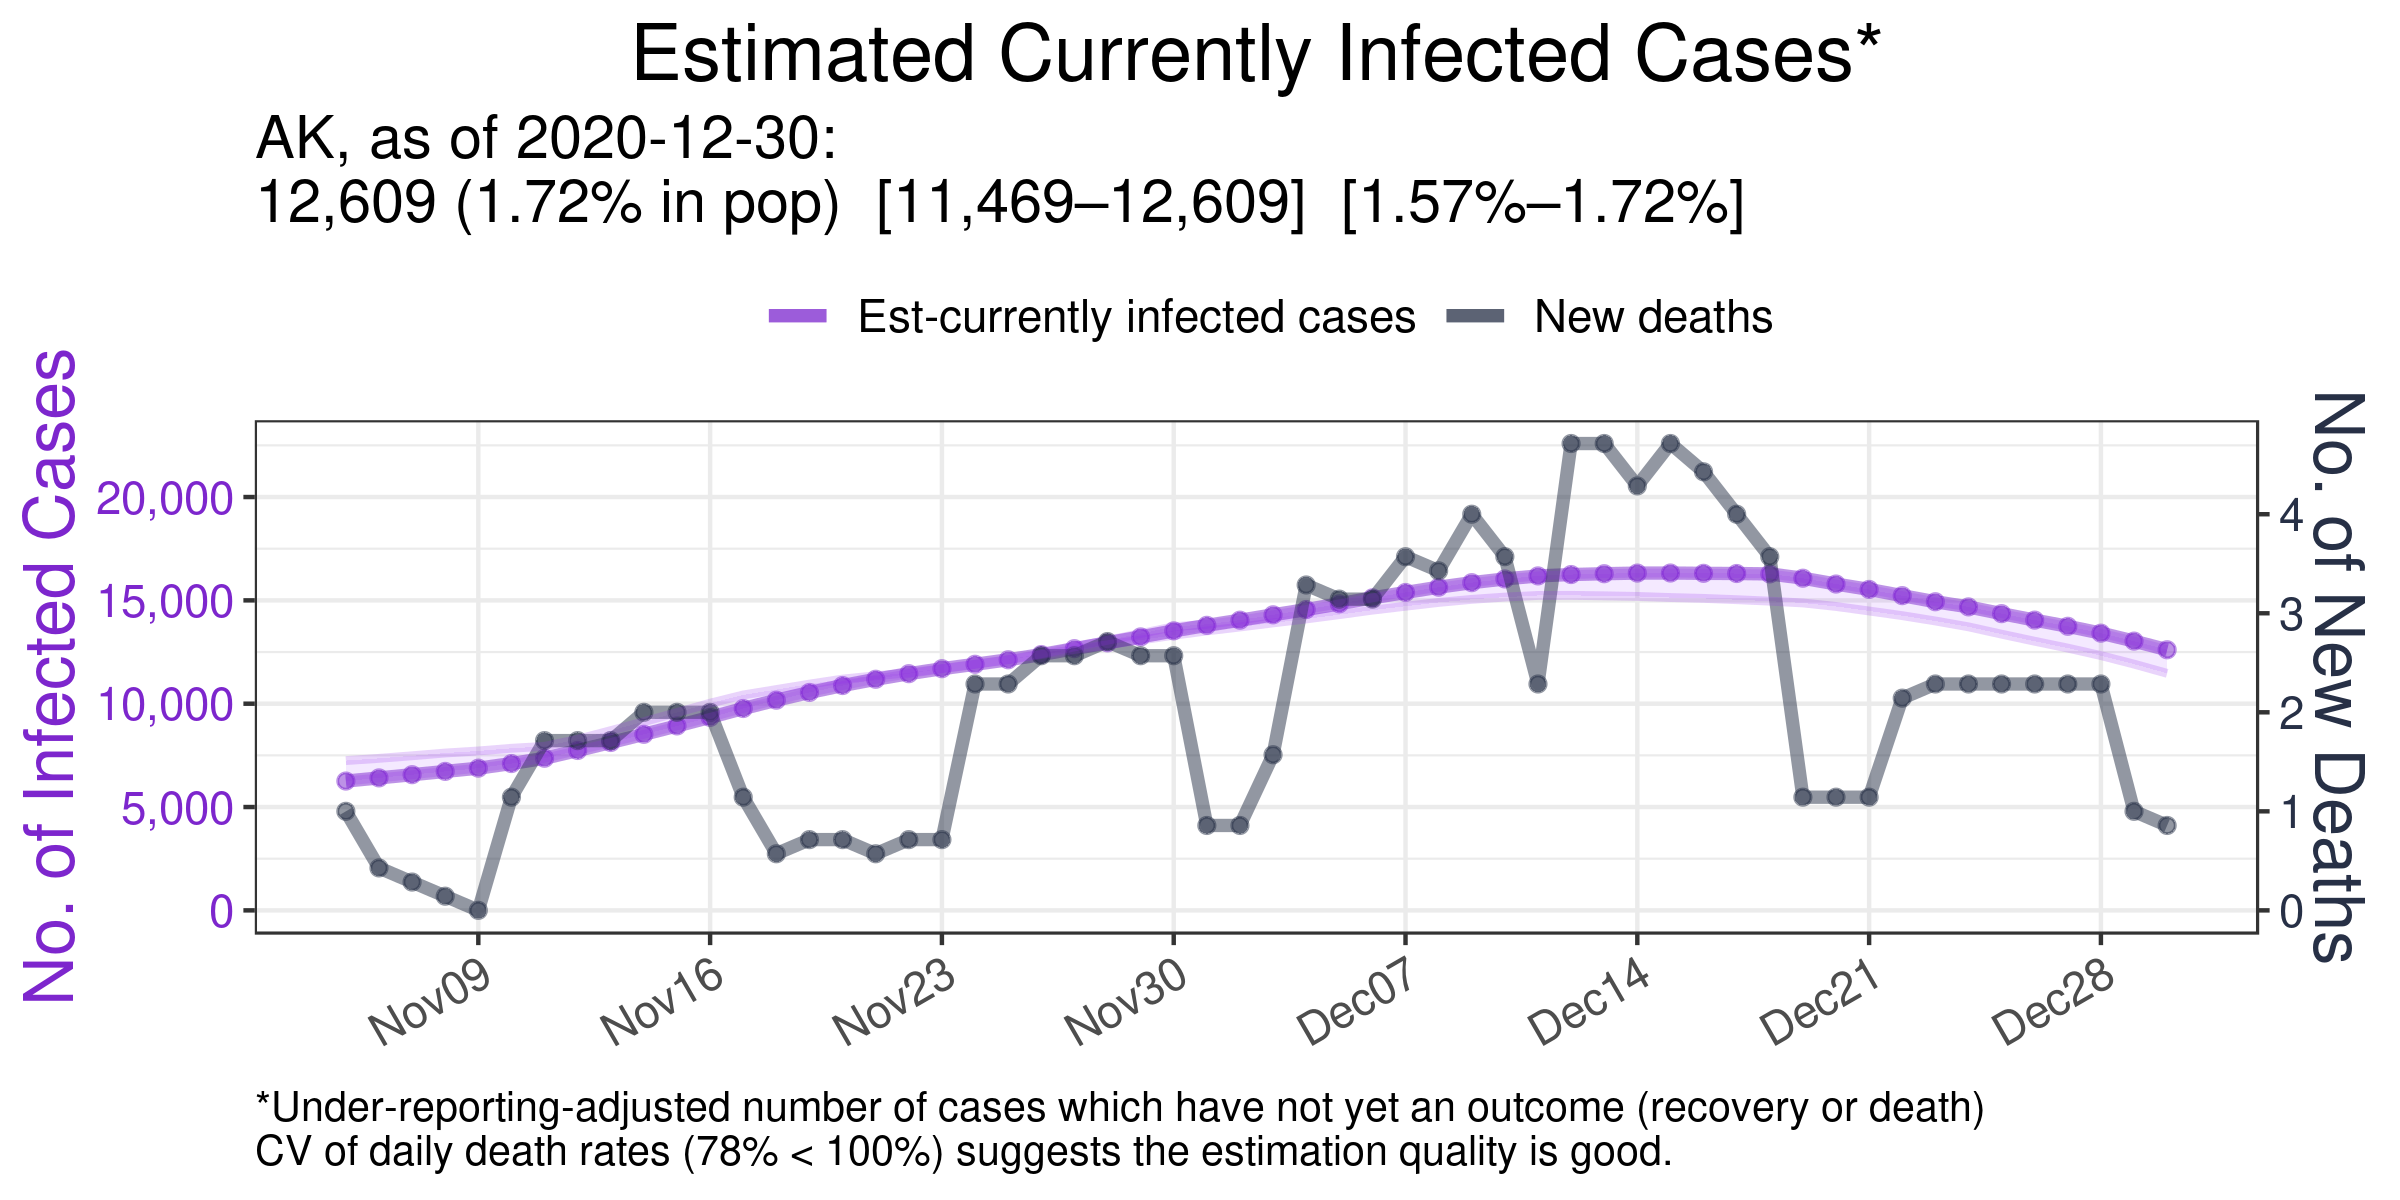 Estimated Currently Infected Cases*
AK, as of 2020-12-30:
12,609 (1.72% in pop)  [11,469–12,609]  [1.57%–1.72%]
Est-currently infected cases
New deaths
No. of Infected Cases
20,000
15,000
10,000
5,000
0
4
3
2
1
0
No. of New Deaths
Nov09
Nov16
Nov23
Nov30
Dec07
Dec14
Dec21
Dec28
*Under-reporting-adjusted number of cases which have not yet an outcome (recovery or death)
CV of daily death rates (78% < 100%) suggests the estimation quality is good.